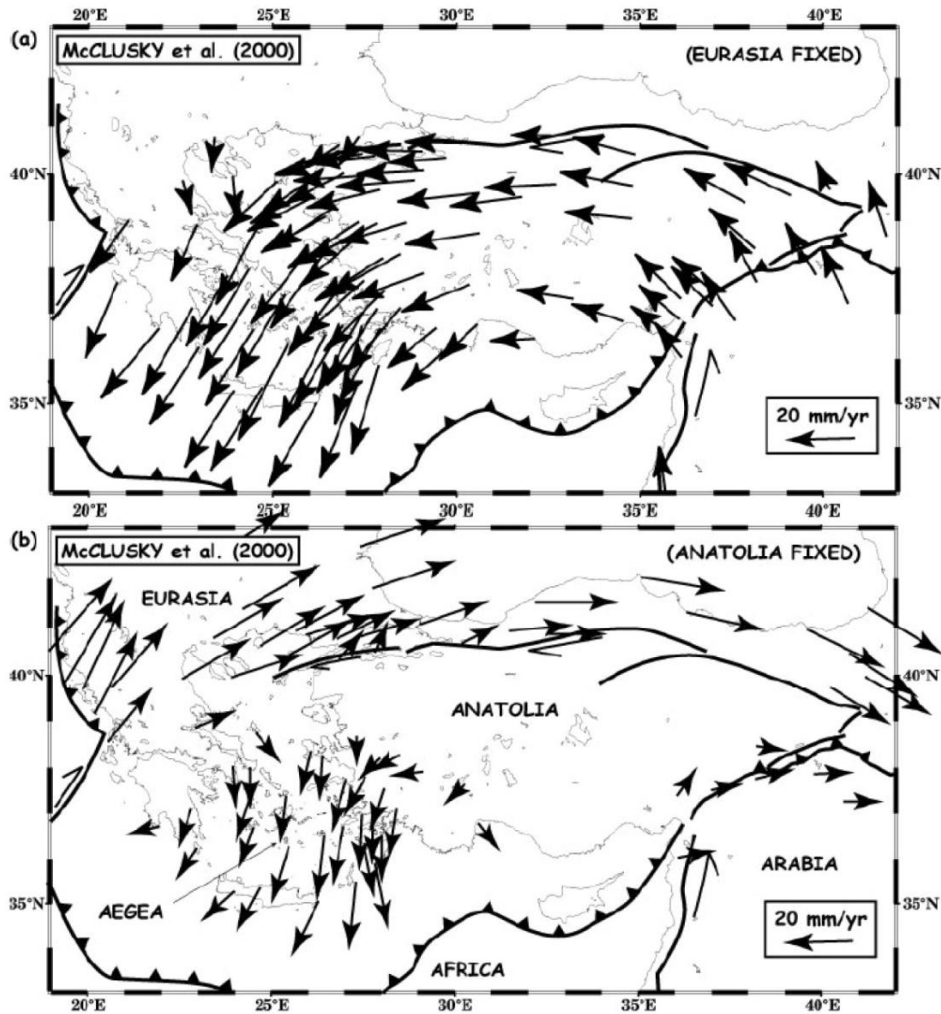 20°E 25°E 30°E 35°E 40°E
(a)
McCLUSKY et al. (2000)
(EURASIA FIXED)
40°N 40°N
35°N 35°N
20 mm/yr
20°E 25°E 30°E 35°E 40°E
(b)
McCLUSKY et al. (2000)
(ANATOLIA FIXED)
EURASIA
40°N 40°N
ANATOLIA
ARABIA
AEGEA
35°N 35°N
20 mm/yr
AFRICA
20°E 25°E 30°E 35°E 40°E